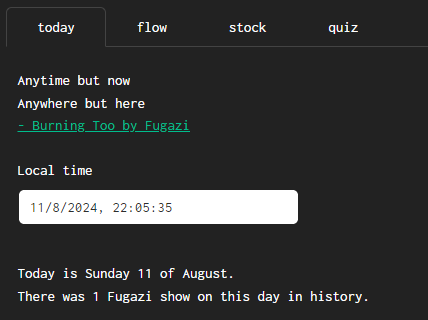 today flow stock quiz
Anytime but now
Anywhere but here
- Burning Too by Fugazi
Local time
11/8/2024, 22:05:35
Today is Sunday 11 of August.
There was 1 Fugazi show on this day in history.